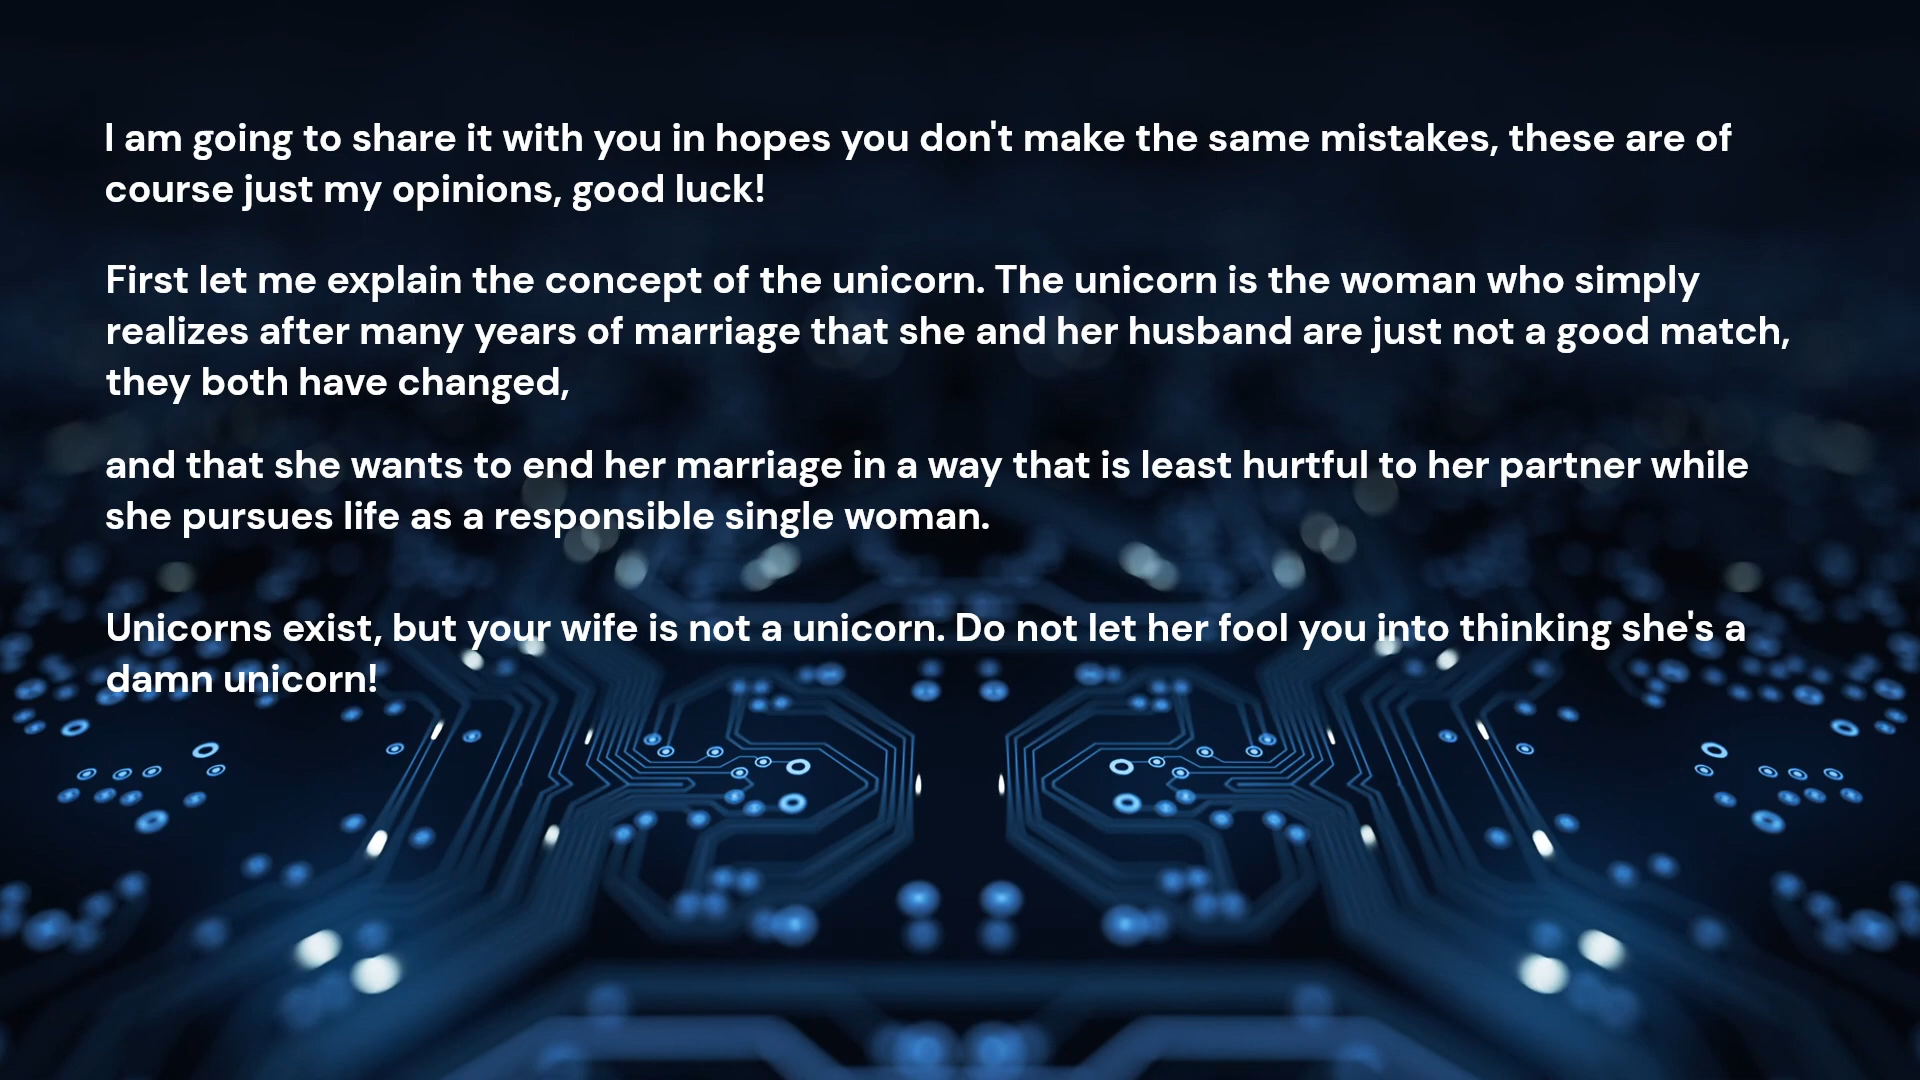 I am going to share it with you in hopes you don't make the same mistakes, these are of
course just my opinions, good luck!
First let me explain the concept of the unicorn. The unicorn is the woman who simply
realizes after many years of marriage that she and her husband are just not a good match,
they both have changed,
and that she wants to end her marriage in a way that is least hurtful to her partner while
she pursues life as a responsible single woman.
Unicorns exist, but your wife is not a unicorn. Do not let her fool you into thinking she's a
damn unicorn!